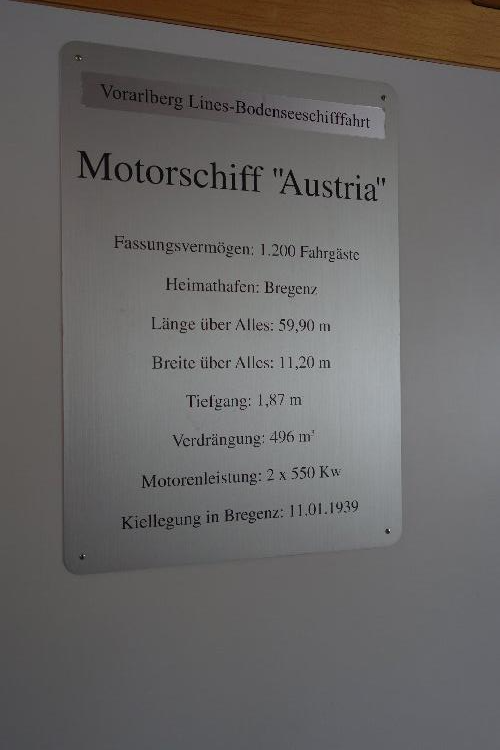 Vorarlberg Lines-Bodenseeschifffahrt
Motorschiff "Austria"
Fassungsvermögen: 1.200 Fahrgäste
Heimathafen: Bregenz
Länge über Alles: 59,90 m
Breite über Alles: 11,20 m
Tiefgang: 1,87 m
Verdrängung: 496 m³
Motorenleistung: 2 x 550 Kw
Kiellegung in Bregenz: 11.01.1939